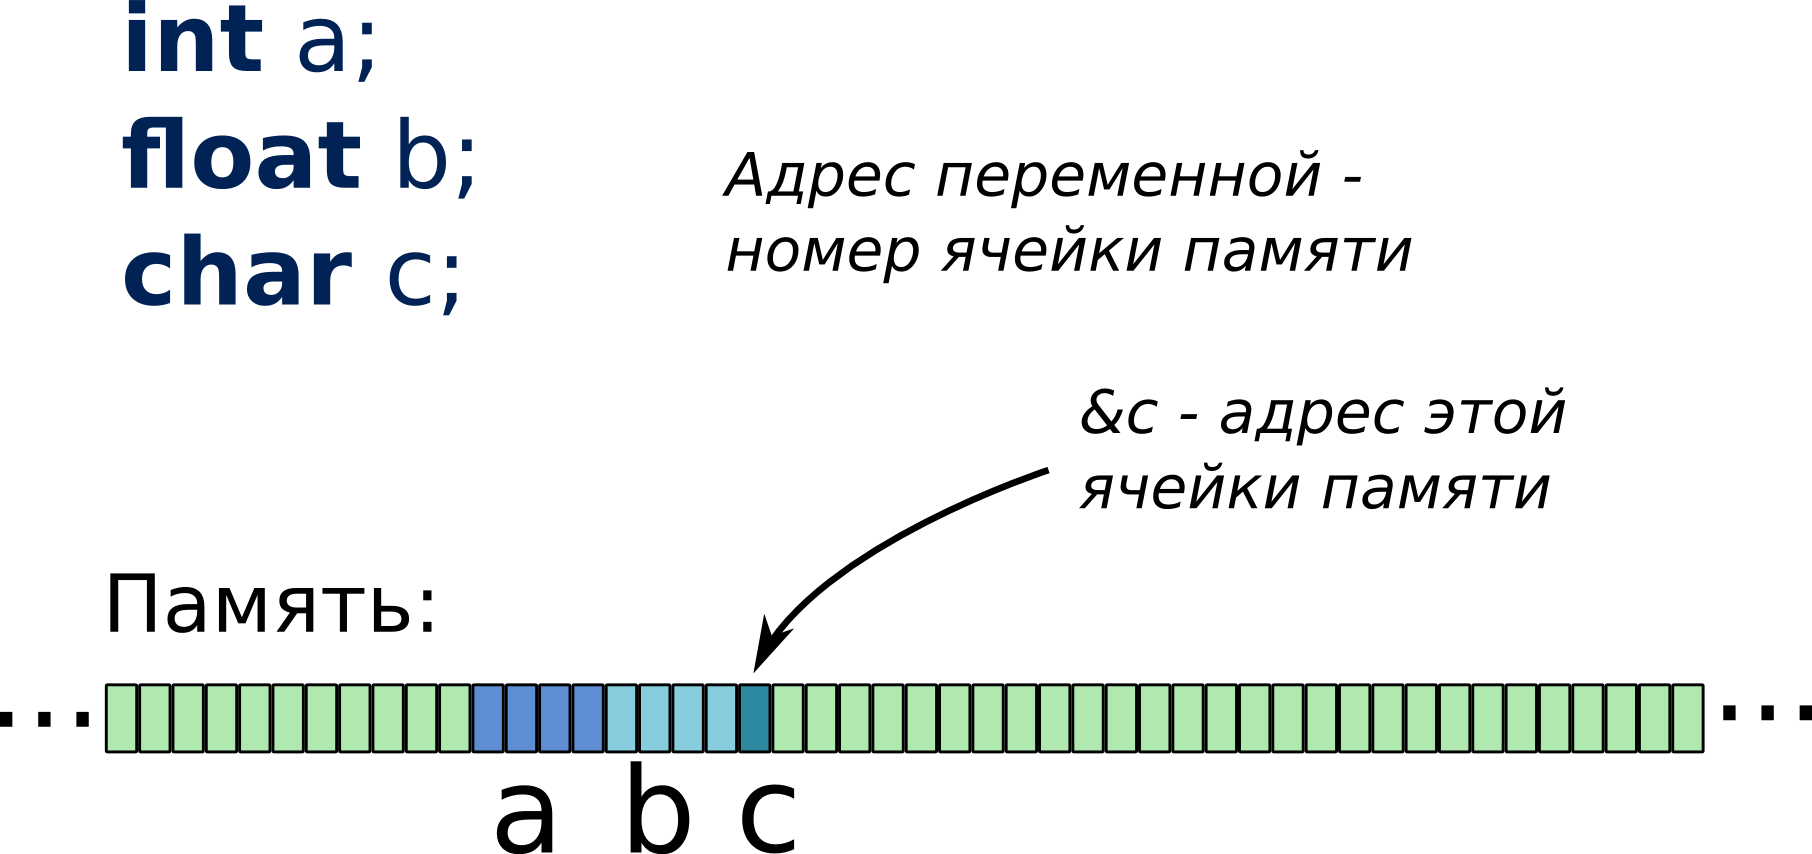 int a;
float b;
char c;
Адрес переменной -
номер ячейки памяти
&c - адрес этой
ячейки памяти
Память:
... ...
a b c